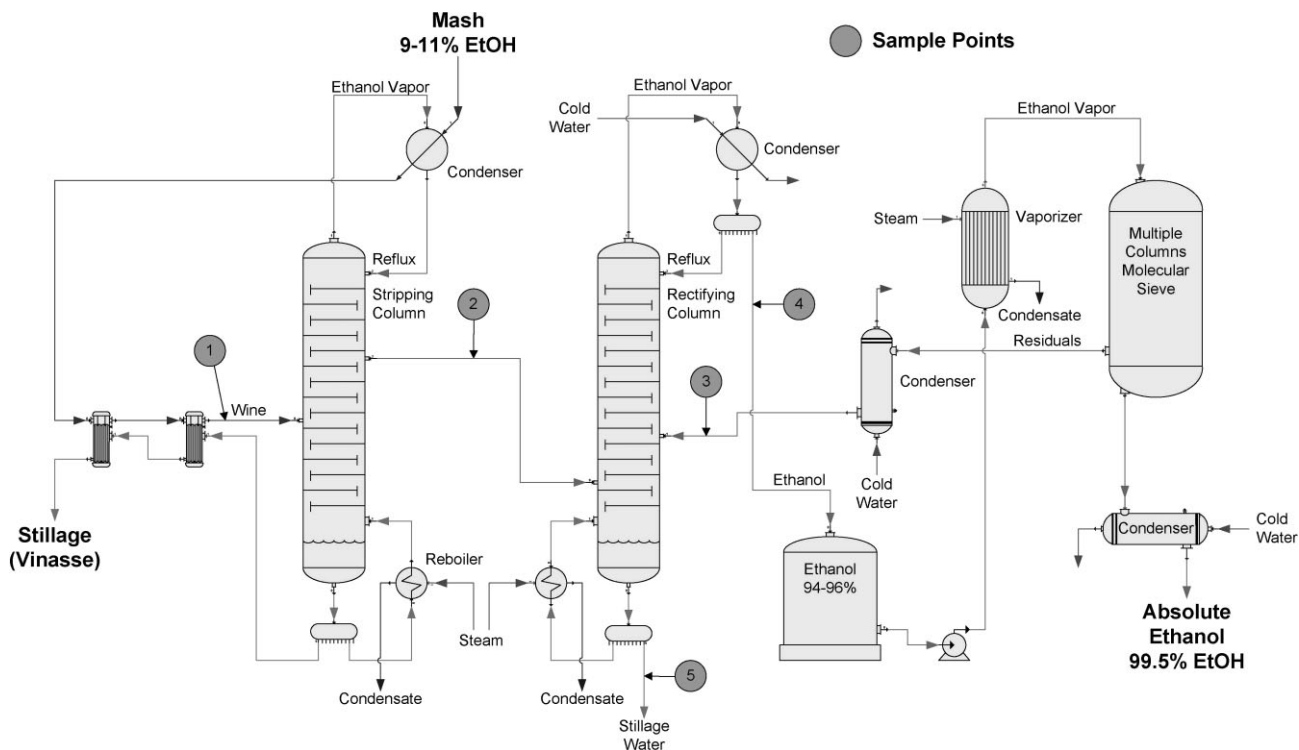 Mash
9-11% EtOH
Sample Points
Ethanol Vapor
Condenser
Cold
Water
Ethanol Vapor
Condenser
Ethanol Vapor
Steam
Vaporizer
Condensate
Multiple
Columns
Molecular
Sieve
Reflux
Stripping
Column
Reflux
Rectifying
Column
1
2
3
4
Wine
Residuals
Condenser
Cold
Water
Ethanol
Stillage
(Vinasse)
Reboiler
Steam
Condensate
Condensate
5
Stillage
Water
Ethanol
94-96%
Condenser
Cold
Water
Absolute
Ethanol
99.5% EtOH